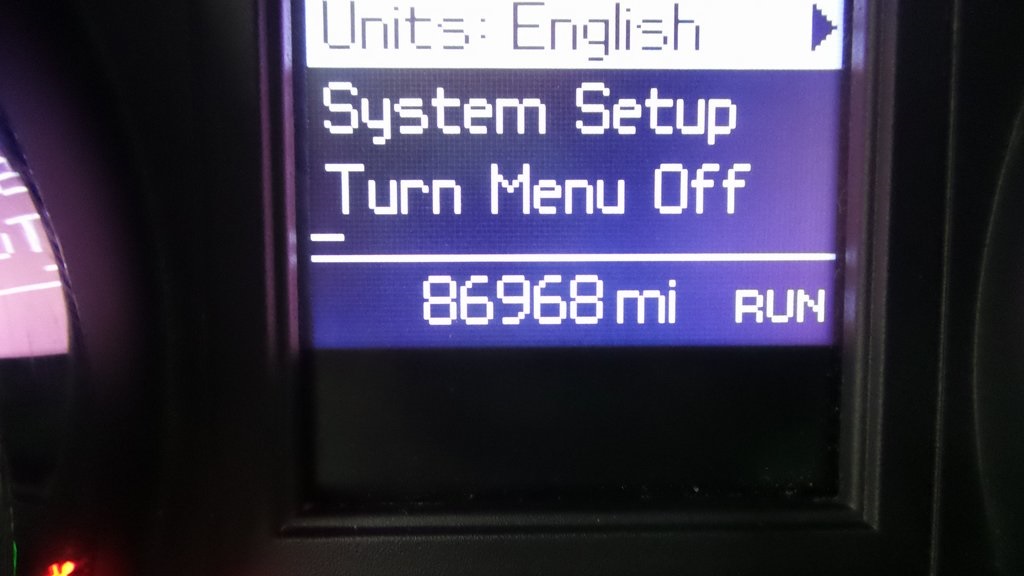 Units: English
System Setup
Turn Menu Off
86968 mi RUN